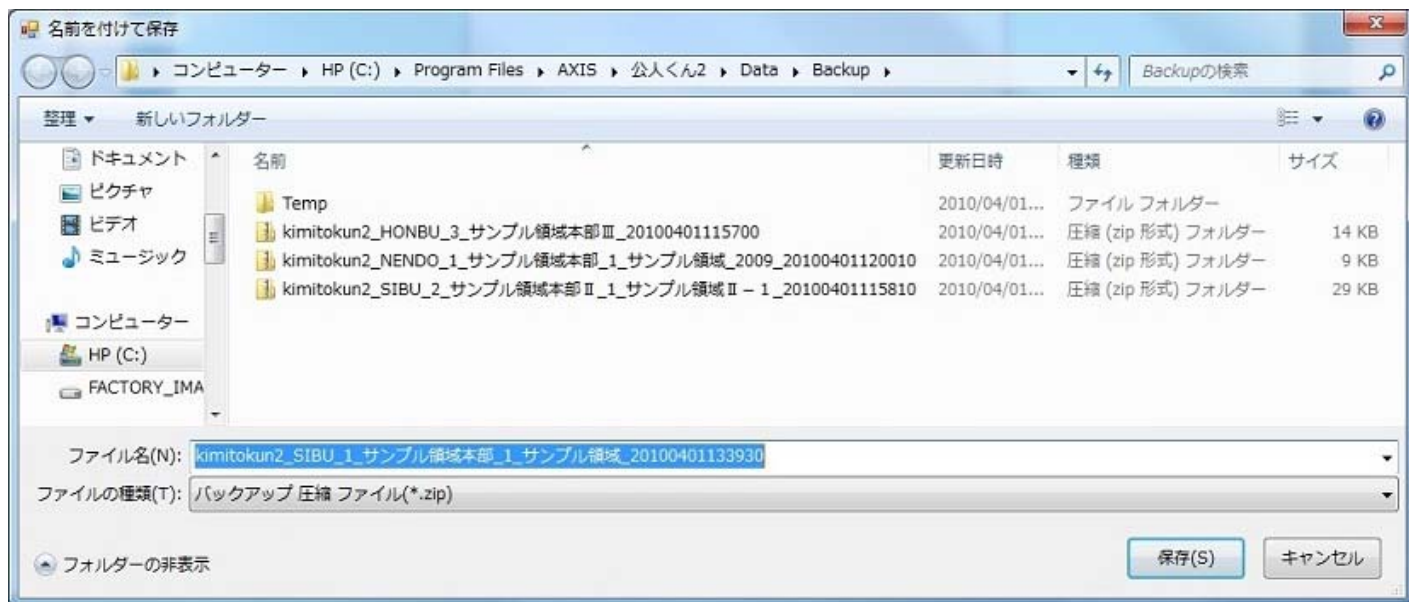 名前を付けて保存
コンピューター ▸ HP (C:) ▸ Program Files ▸ AXIS ▸ 公人くん2 ▸ Data ▸ Backup ▸ Backupの検索
整理 ▼ 新しいフォルダー
ドキュメント
ピクチャ
ビデオ
ミュージック
コンピューター
HP (C:)
FACTORY_IMA
名前 更新日時 種類 サイズ
Temp 2010/04/01... ファイル フォルダー
kimitokun2_HONBU_3_サンプル領域本部Ⅲ_20100401115700 2010/04/01... 圧縮 (zip 形式) フォルダー 14 KB
kimitokun2_NENDO_1_サンプル領域本部_1_サンプル領域_2009_20100401120010 2010/04/01... 圧縮 (zip 形式) フォルダー 9 KB
kimitokun2_SIBU_2_サンプル領域本部Ⅱ_1_サンプル領域Ⅱ－1_20100401115810 2010/04/01... 圧縮 (zip 形式) フォルダー 29 KB
ファイル名(N): kimitokun2_SIBU_1_サンプル領域本部_1_サンプル領域_20100401133930
ファイルの種類(T): バックアップ 圧縮 ファイル(*.zip)
フォルダーの非表示 保存(S) キャンセル